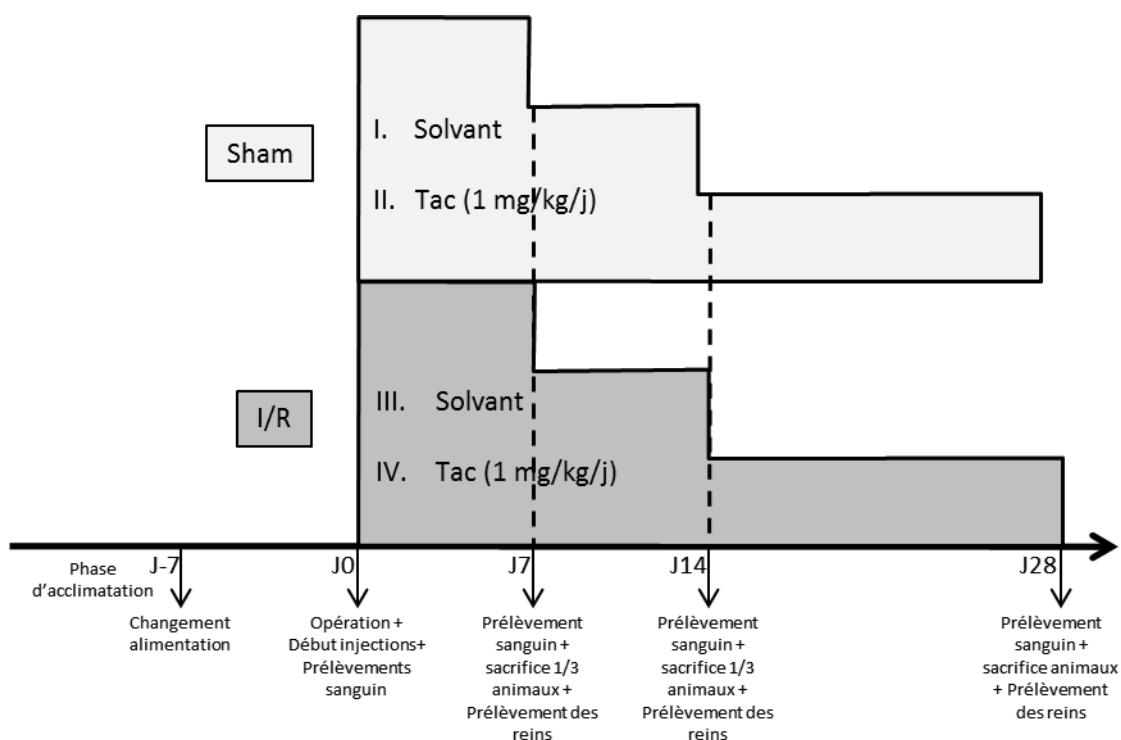 Sham
I. Solvant
II. Tac (1 mg/kg/j)
I/R
III. Solvant
IV. Tac (1 mg/kg/j)
Phase
d'acclimatation
J-7
J0
J7
J14
J28
Changement
alimentation
Opération +
Début injections+
Prélèvements
sanguin
Prélèvement
sanguin +
sacrifice 1/3
animaux +
Prélèvement des
reins
Prélèvement
sanguin +
sacrifice 1/3
animaux +
Prélèvement des
reins
Prélèvement
sanguin +
sacrifice animaux
+ Prélèvement
des reins